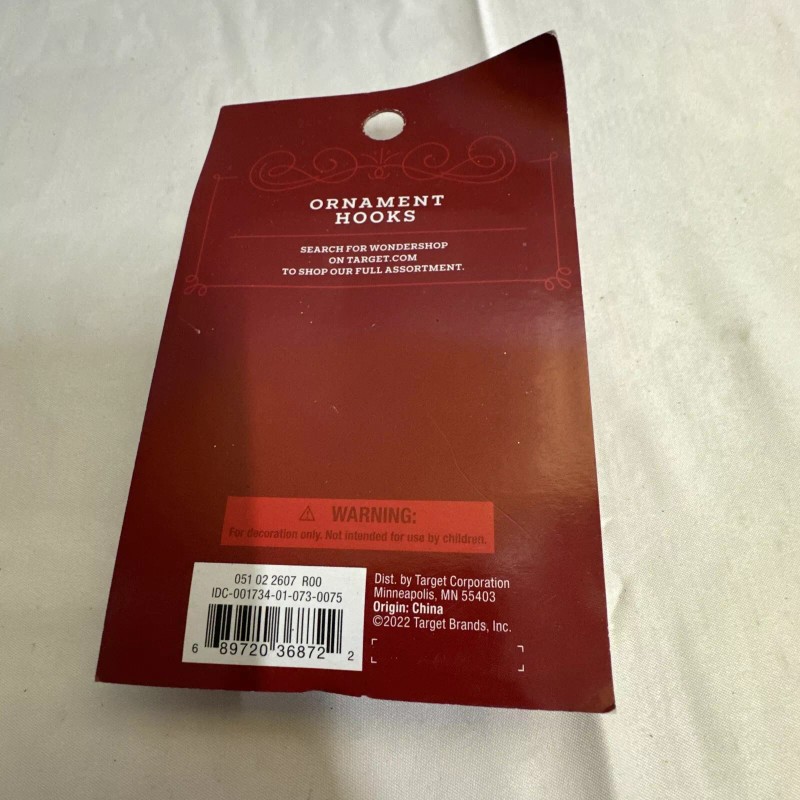 ORNAMENT
HOOKS
SEARCH FOR WONDERSHOP
ON TARGET.COM
TO SHOP OUR FULL ASSORTMENT.
WARNING:
For decoration only. Not intended for use by children.
051 02 2607 R00
IDC-001734-01-073-0075
6 89720 36872 2
Dist. by Target Corporation
Minneapolis, MN 55403
Origin: China
©2022 Target Brands, Inc.